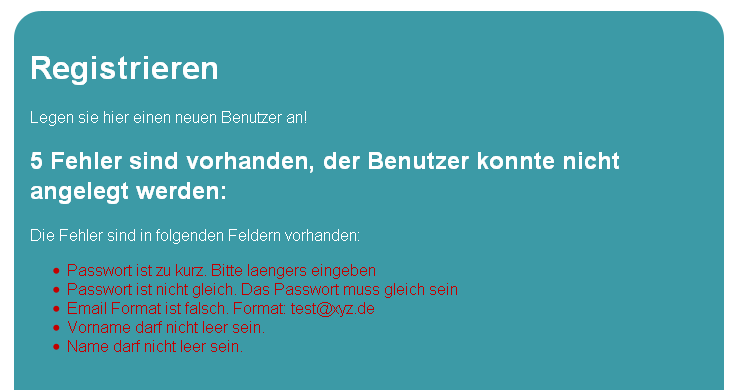 Registrieren
Legen sie hier einen neuen Benutzer an!
5 Fehler sind vorhanden, der Benutzer konnte nicht
angelegt werden:
Die Fehler sind in folgenden Feldern vorhanden:
Passwort ist zu kurz. Bitte laengers eingeben
Passwort ist nicht gleich. Das Passwort muss gleich sein
Email Format ist falsch. Format: test@xyz.de
Vorname darf nicht leer sein.
Name darf nicht leer sein.